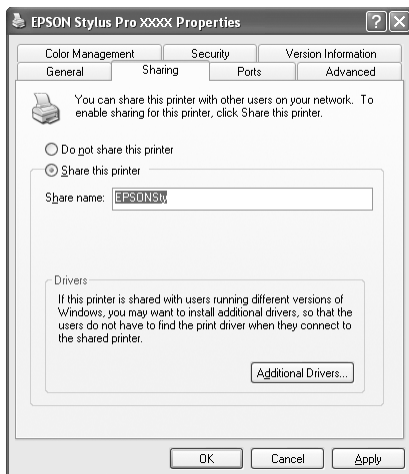 EPSON Stylus Pro XXXX Properties
Color Management Security Version Information
General Sharing Ports Advanced
You can share this printer with other users on your network. To
enable sharing for this printer, click Share this printer.
Do not share this printer
Share this printer
Share name: EPSONSty
Drivers
If this printer is shared with users running different versions of
Windows, you may want to install additional drivers, so that the
users do not have to find the print driver when they connect to
the shared printer.
Additional Drivers...
OK Cancel Apply